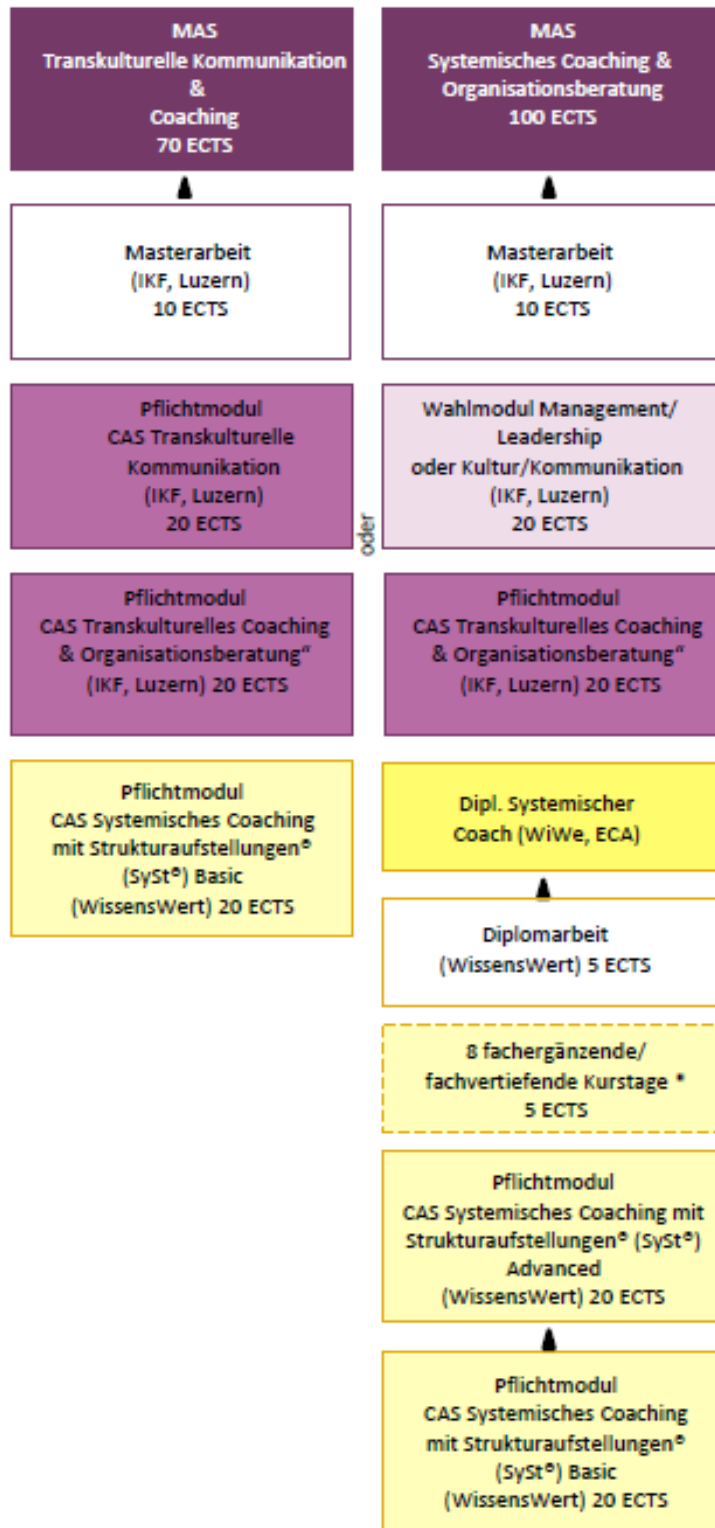 MAS
Transkulturelle Kommunikation
&
Coaching
70 ECTS
Masterarbeit
(IKF, Luzern)
10 ECTS
Pflichtmodul
CAS Transkulturelle
Kommunikation
(IKF, Luzern)
20 ECTS
Pflichtmodul
CAS Transkulturelles Coaching
& Organisationsberatung“
(IKF, Luzern) 20 ECTS
Pflichtmodul
CAS Systemisches Coaching
mit Strukturaufstellungen®
(SySt®) Basic
(WissensWert) 20 ECTS
oder
MAS
Systemisches Coaching &
Organisationsberatung
100 ECTS
Masterarbeit
(IKF, Luzern)
10 ECTS
Wahlmodul Management/
Leadership
oder Kultur/Kommunikation
(IKF, Luzern)
20 ECTS
Pflichtmodul
CAS Transkulturelles Coaching
& Organisationsberatung“
(IKF, Luzern) 20 ECTS
Dipl. Systemischer
Coach (WiWe, ECA)
Diplomarbeit
(WissensWert) 5 ECTS
8 fachergänzende/
fachvertiefende Kurstage *
5 ECTS
Pflichtmodul
CAS Systemisches Coaching mit
Strukturaufstellungen® (SySt®)
Advanced
(WissensWert) 20 ECTS
Pflichtmodul
CAS Systemisches Coaching
mit Strukturaufstellungen®
(SySt®) Basic
(WissensWert) 20 ECTS